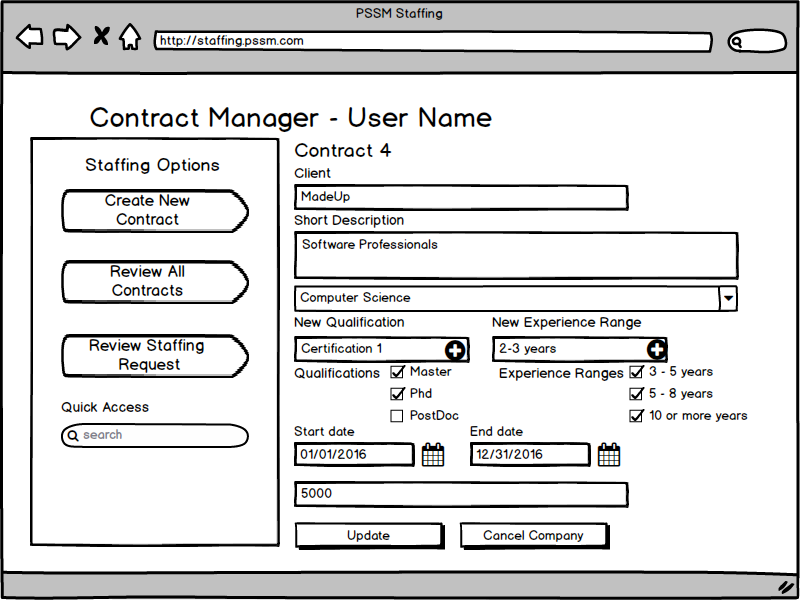 PSSM Staffing
http://staffing.pssm.com
Contract Manager - User Name
Staffing Options
Create New
Contract
Review All
Contracts
Review Staffing
Request
Quick Access
search
Contract 4
Client
MadeUp
Short Description
Software Professionals
Computer Science
New Qualification
New Experience Range
Certification 1
2-3 years
Qualifications
Master
Phd
PostDoc
Experience Ranges
3 - 5 years
5 - 8 years
10 or more years
Start date
End date
01/01/2016
12/31/2016
5000
Update
Cancel Company